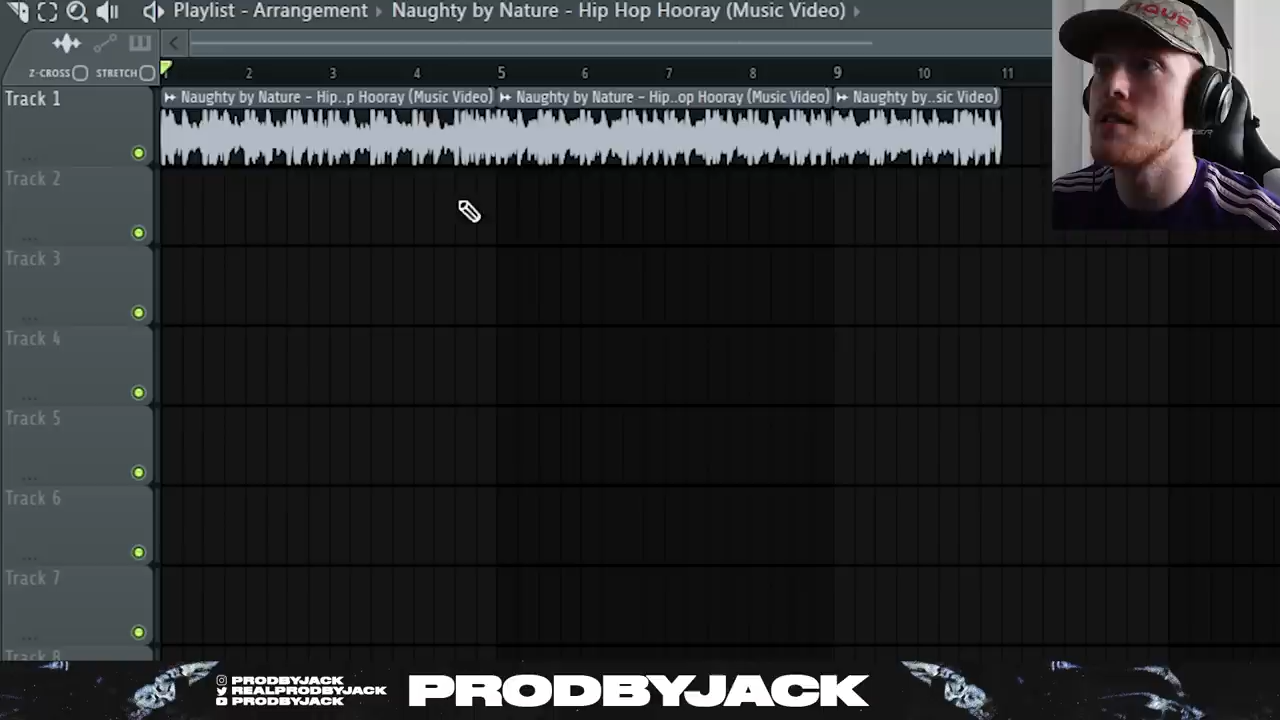 Playlist - Arrangement ▸ Naughty by Nature - Hip Hop Hooray (Music Video) ▸
Z-CROSS STRETCH
1 2 3 4 5 6 7 8 9 10 11
Track 1
Naughty by Nature - Hip..p Hooray (Music Video)
Naughty by Nature - Hip..op Hooray (Music Video)
Naughty by..sic Video)
Track 2
Track 3
Track 4
Track 5
Track 6
Track 7
Track 8
PRODBYJACK
REALPRODBYJACK
PRODBYJACK
PRODBYJACK